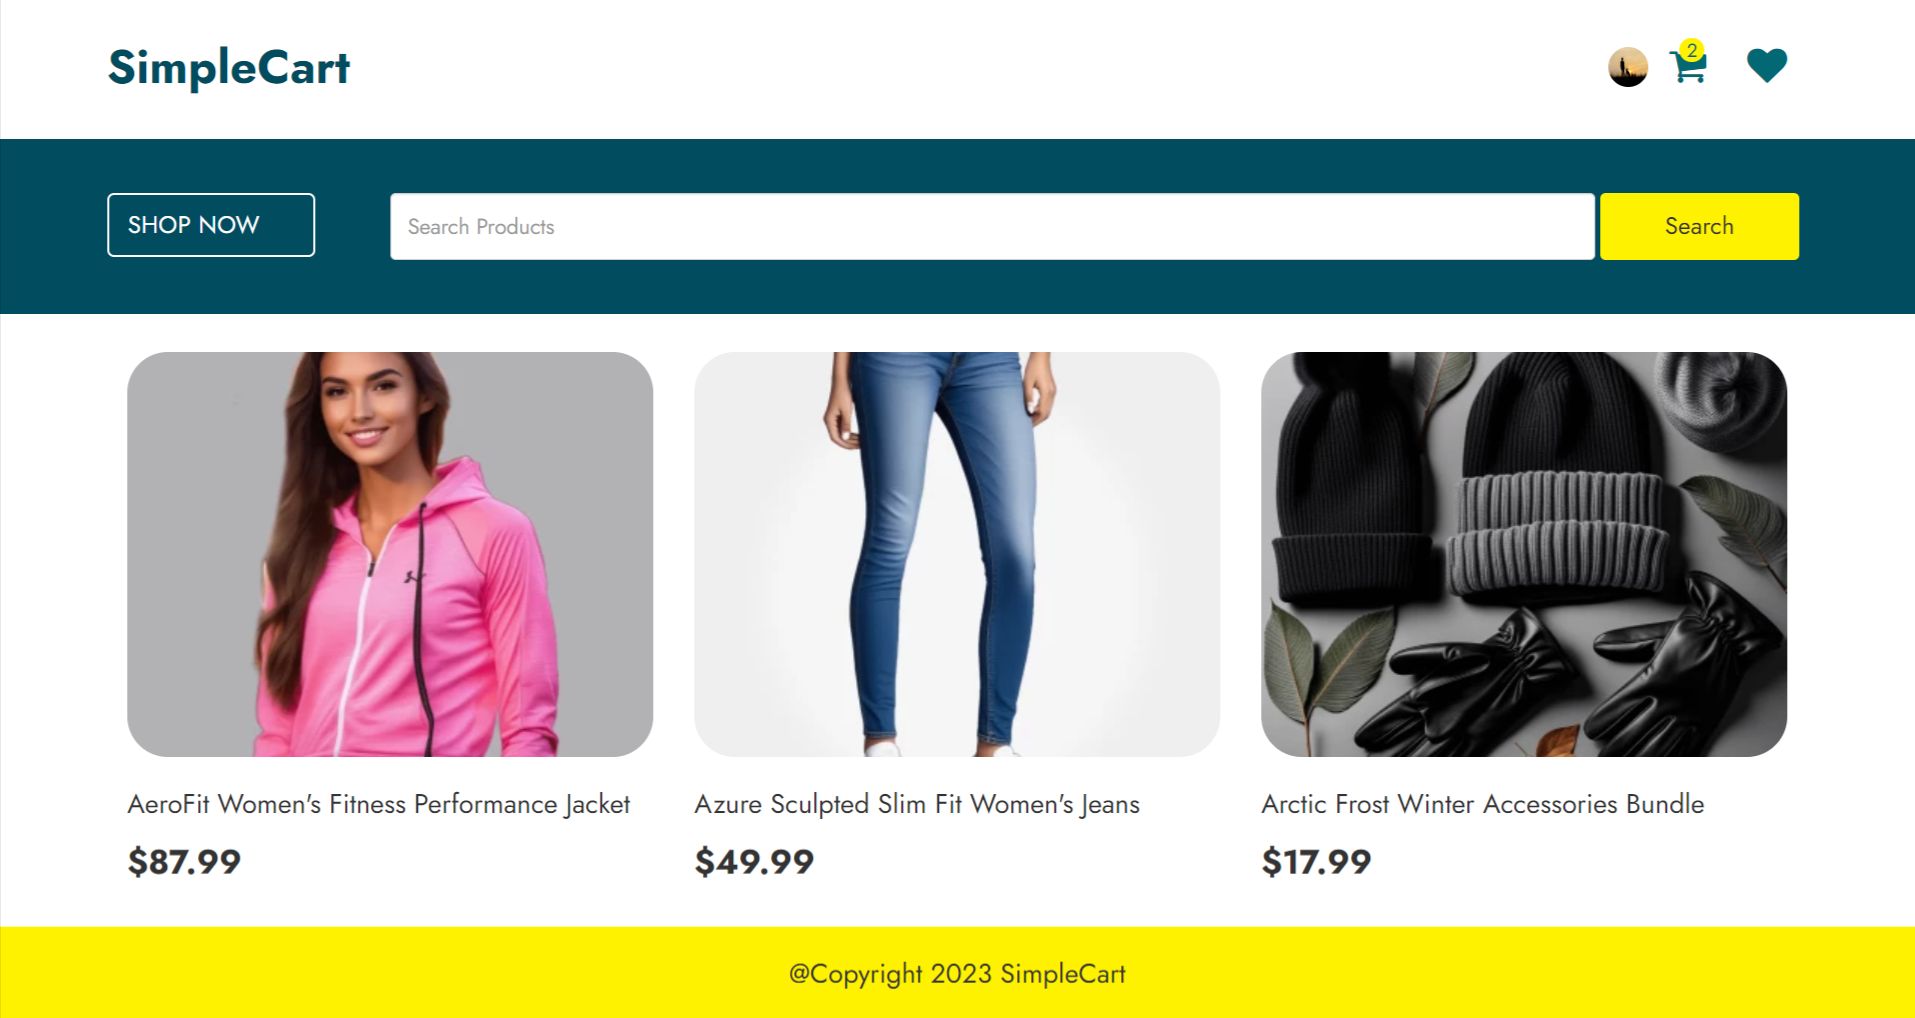 SimpleCart
2
SHOP NOW
Search Products
Search
AeroFit Women's Fitness Performance Jacket
$87.99
Azure Sculpted Slim Fit Women's Jeans
$49.99
Arctic Frost Winter Accessories Bundle
$17.99
@Copyright 2023 SimpleCart